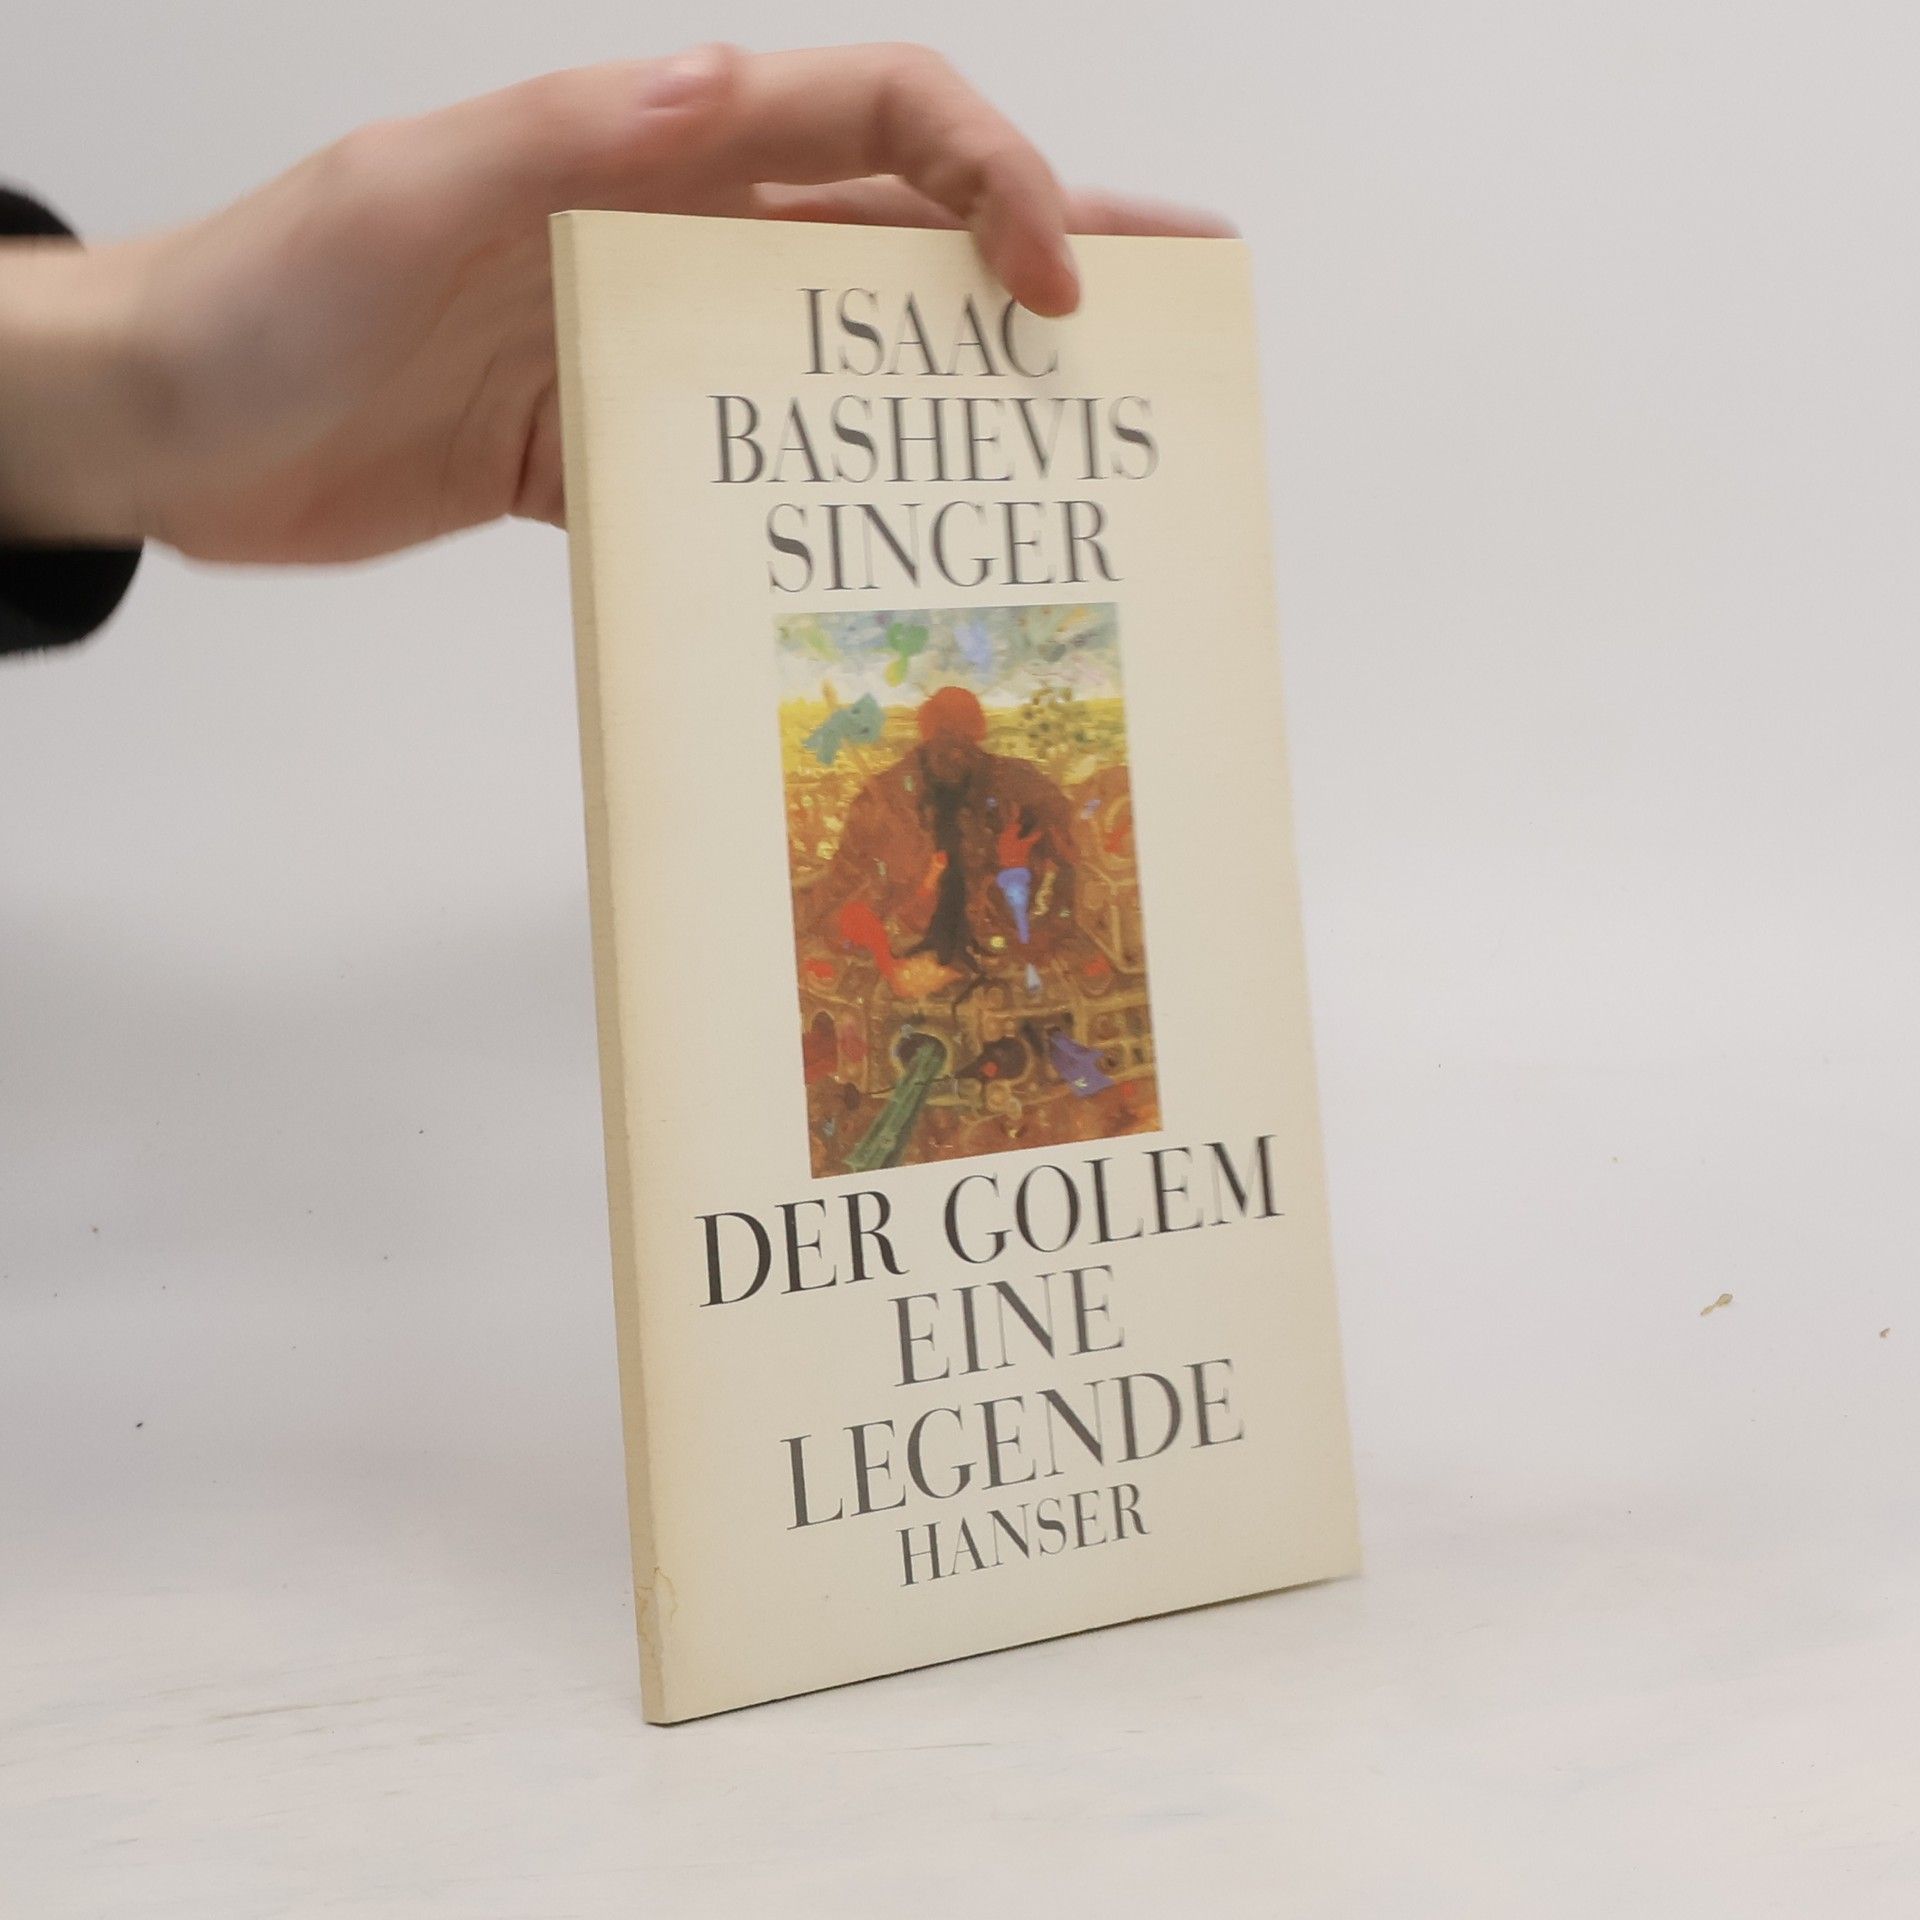 ISAAC
BASHEVIS
SINGER
DER GOLEM
EINE
LEGENDE
HANSER